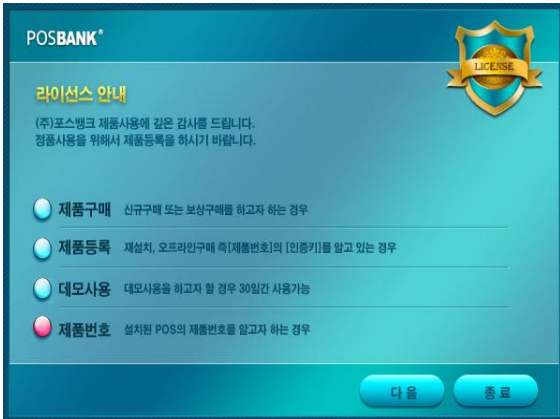 POSBANK®
LICENSE
라이선스 안내
(주)포스뱅크 제품사용에 깊은 감사를 드립니다.
정품사용을 위해서 제품등록을 하시기 바랍니다.
제품구매 신규구매 또는 보상구매를 하고자 하는 경우
제품등록 재설치, 오프라인구매 즉[제품번호]의 [인증키]를 알고 있는 경우
데모사용 데모사용을 하고자 할 경우 30일간 사용가능
제품번호 설치된 POS의 제품번호를 알고자 하는 경우
다음 종료